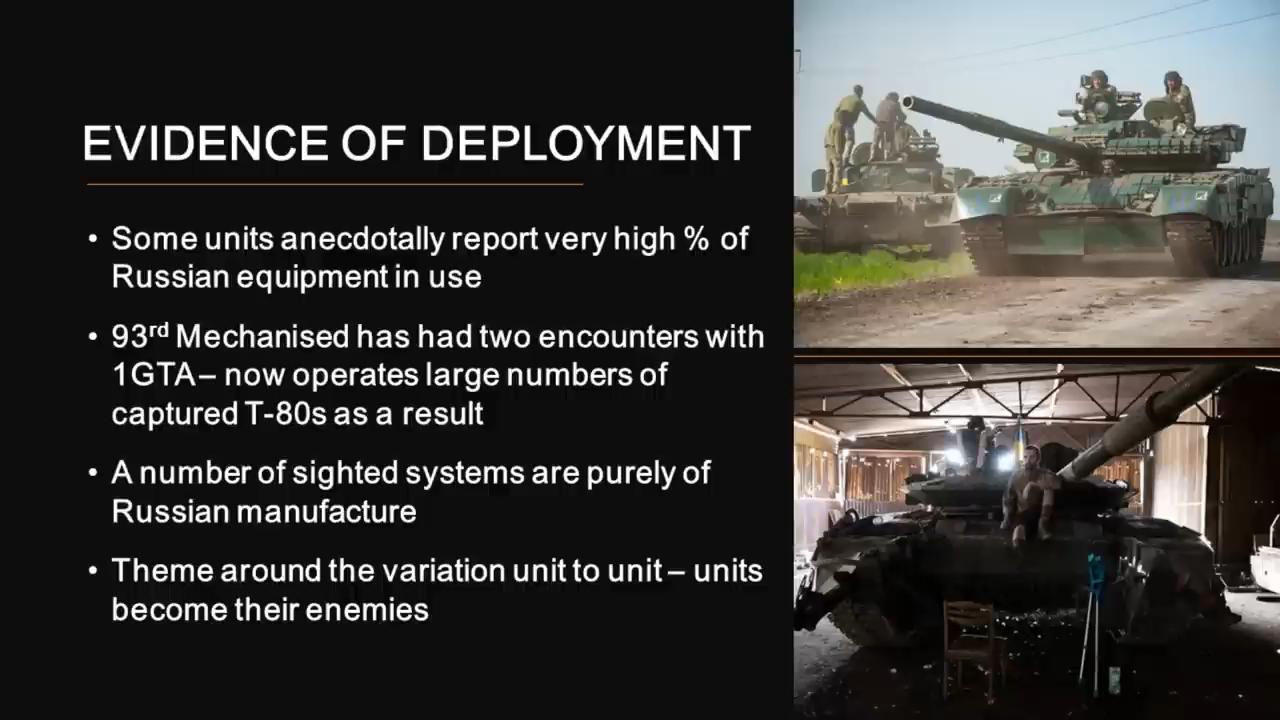 EVIDENCE OF DEPLOYMENT
• Some units anecdotally report very high % of
Russian equipment in use
• 93rd Mechanised has had two encounters with
1GTA – now operates large numbers of
captured T-80s as a result
• A number of sighted systems are purely of
Russian manufacture
• Theme around the variation unit to unit – units
become their enemies